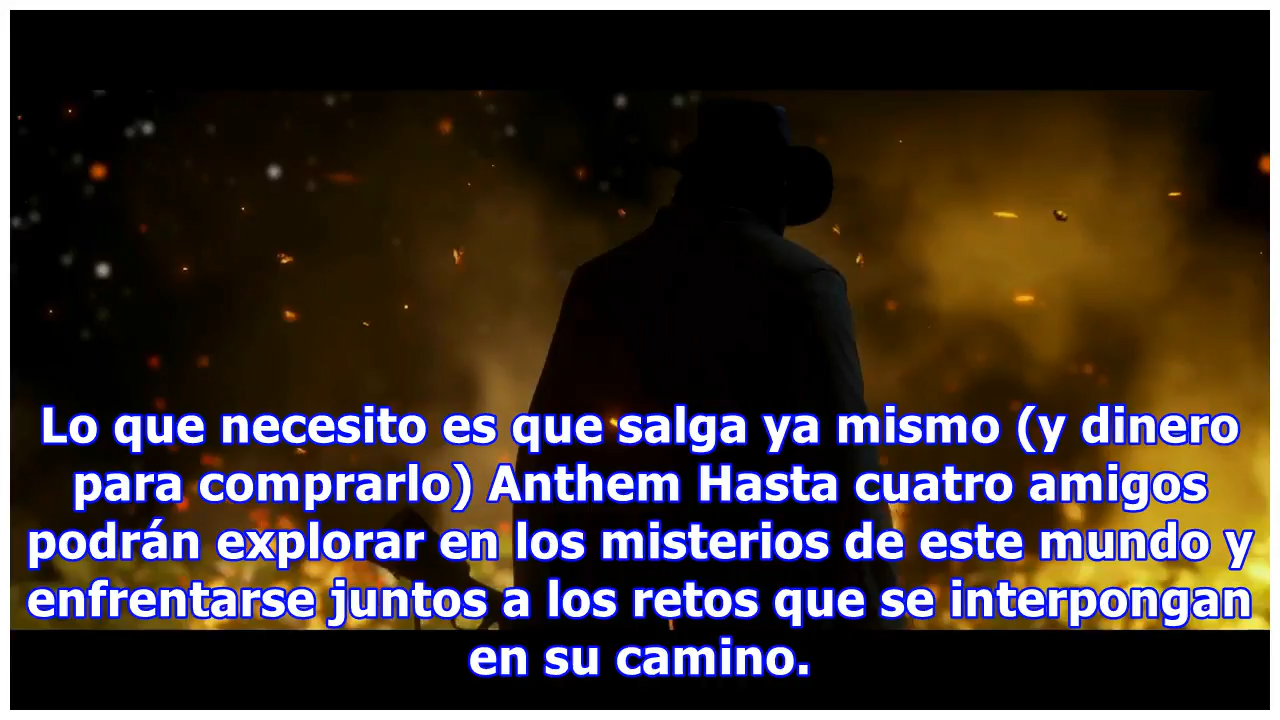 Lo que necesito es que salga ya mismo (y dinero
para comprarlo) Anthem Hasta cuatro amigos
podrán explorar en los misterios de este mundo y
enfrentarse juntos a los retos que se interpongan
en su camino.